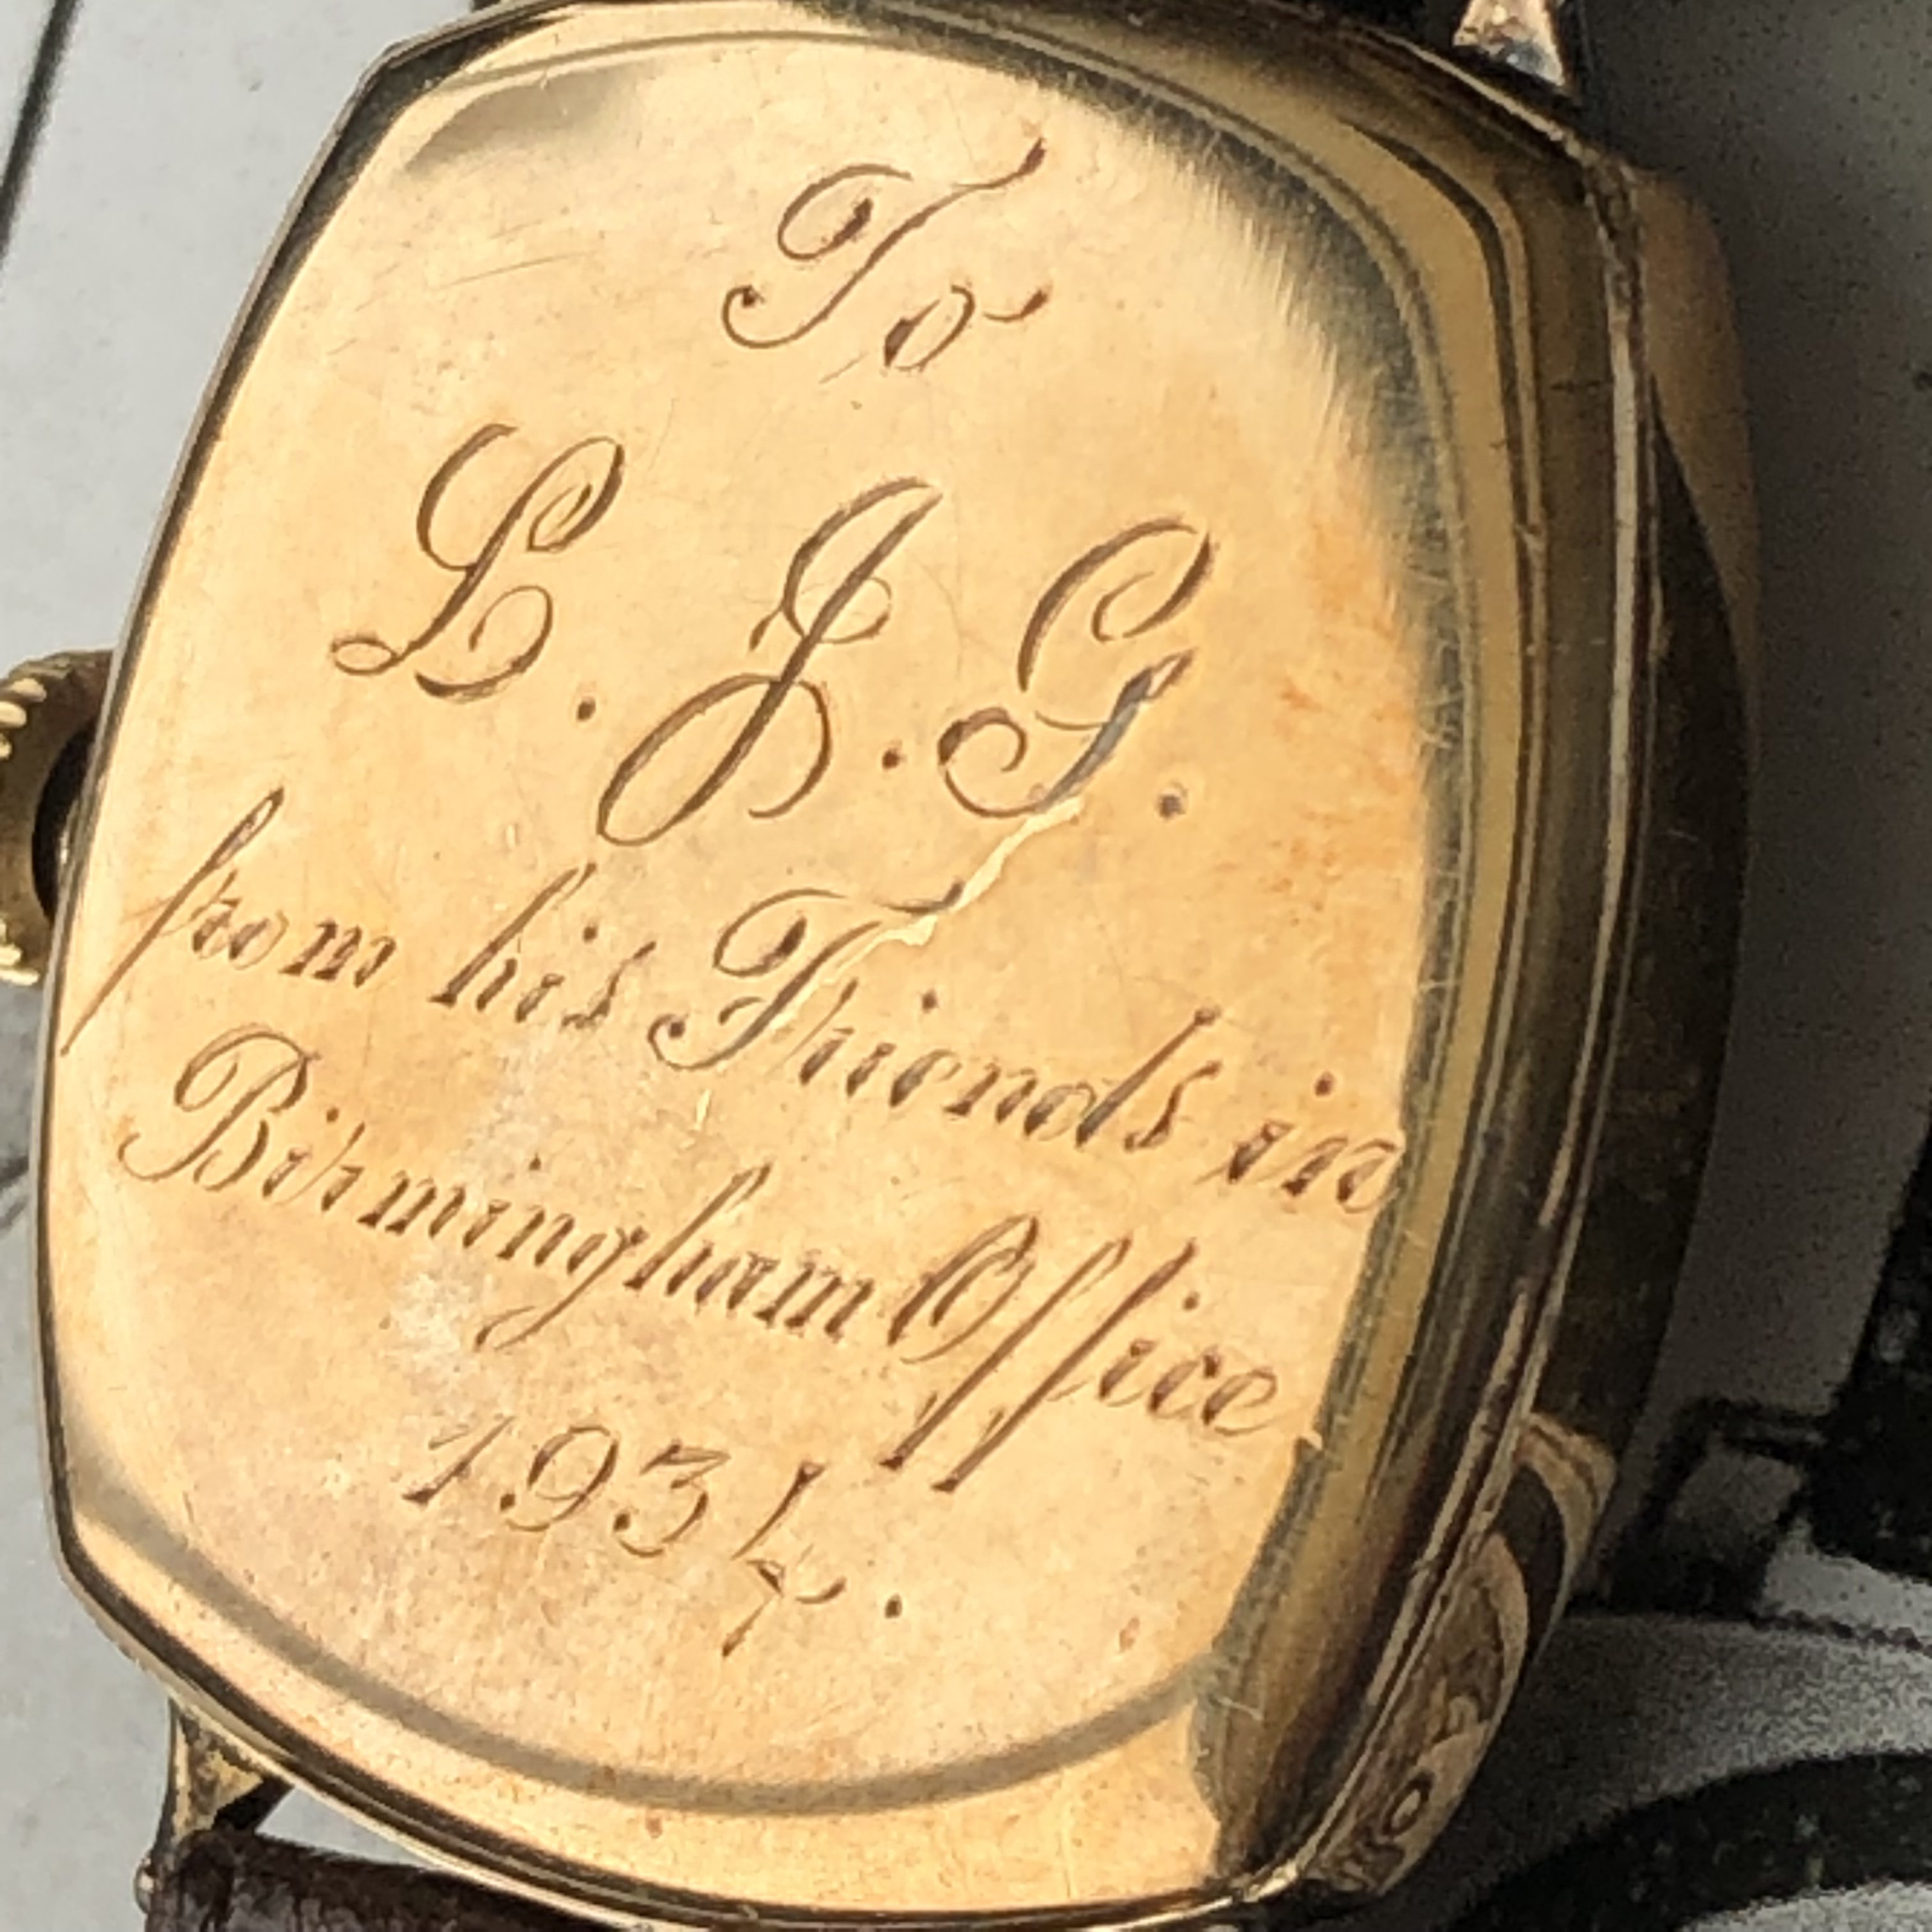 To
L. J. G.
from his Friends in
Birmingham Office
1934.